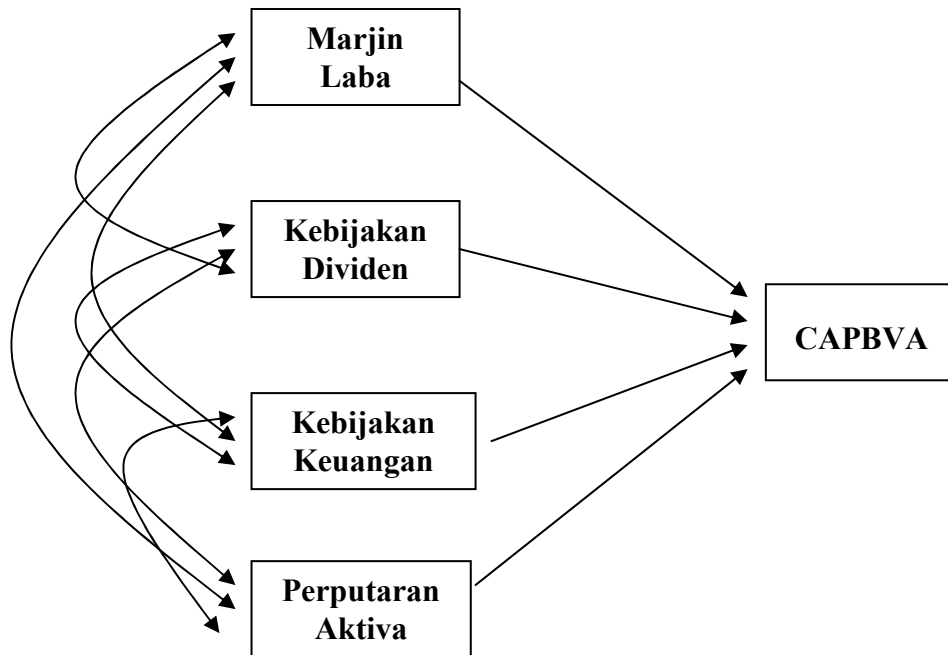 Marjin
Laba
Kebijakan
Dividen
CAPBVA
Kebijakan
Keuangan
Perputaran
Aktiva